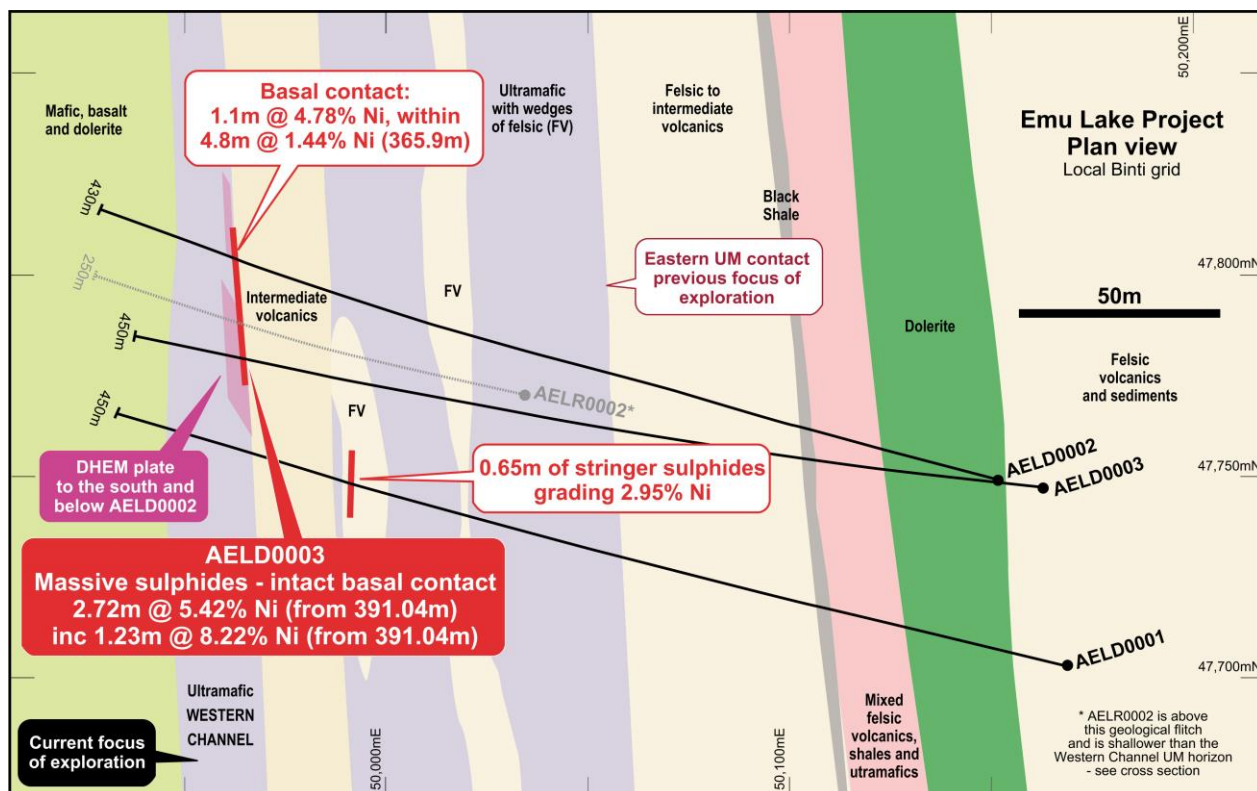 50,200mE
Emu Lake Project
Plan view
Local Binti grid
Mafic, basalt
and dolerite
Basal contact:
1.1m @ 4.78% Ni, within
4.8m @ 1.44% Ni (365.9m)
Ultramafic
with wedges
of felsic (FV)
Felsic to
intermediate
volcanics
Black
Shale
430m
250m
450m
450m
Intermediate
volcanics
FV
FV
Eastern UM contact
previous focus of
exploration
47,800mN
50m
Dolerite
Felsic
volcanics
and sediments
AELR0002*
DHEM plate
to the south and
below AELD0002
0.65m of stringer sulphides
grading 2.95% Ni
AELD0002
AELD0003
47,750mN
AELD0003
Massive sulphides - intact basal contact
2.72m @ 5.42% Ni (from 391.04m)
inc 1.23m @ 8.22% Ni (from 391.04m)
AELD0001
47,700mN
Ultramafic
WESTERN
CHANNEL
Current focus
of exploration
50,000mE
50,100mE
Mixed
felsic
volcanics,
shales and
utramafics
* AELR0002 is above
this geological flitch
and is shallower than the
Western Channel UM horizon
- see cross section